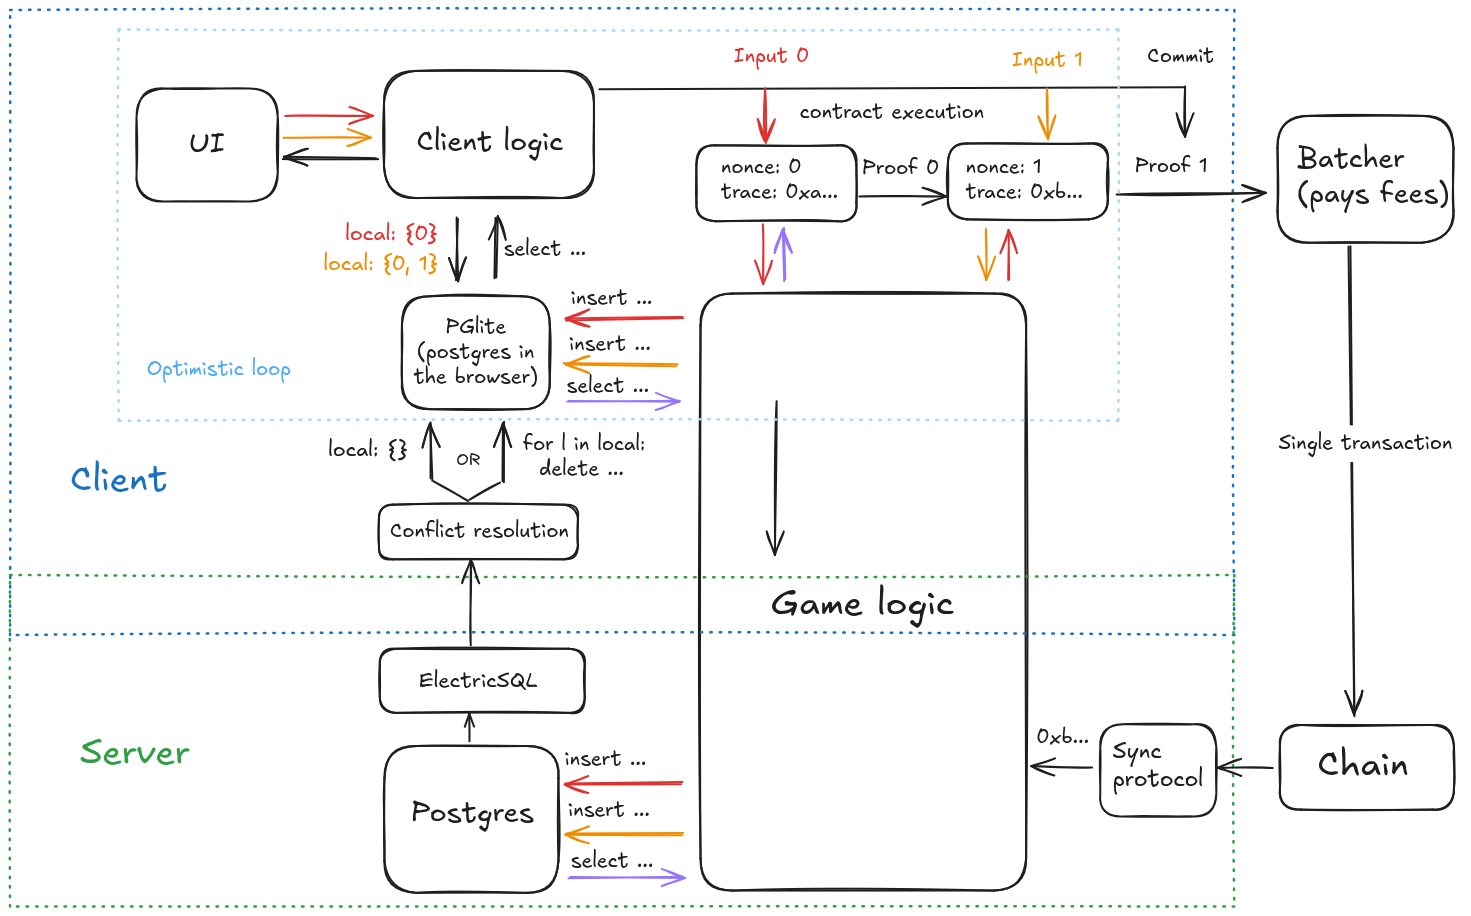 Input 0
Input 1
Commit
UI
Client logic
contract execution
nonce: 0
trace: 0xa...
Proof 0
nonce: 1
trace: 0xb...
Proof 1
Batcher
(pays fees)
local: {0}
local: {0, 1}
select ...
PGlite
(postgres in
the browser)
insert ...
insert ...
select ...
Optimistic loop
local: {}
OR
for l in local:
delete ...
Single transaction
Client
Conflict resolution
Game logic
ElectricSQL
Server
Postgres
insert ...
insert ...
select ...
0xb...
Sync
protocol
Chain